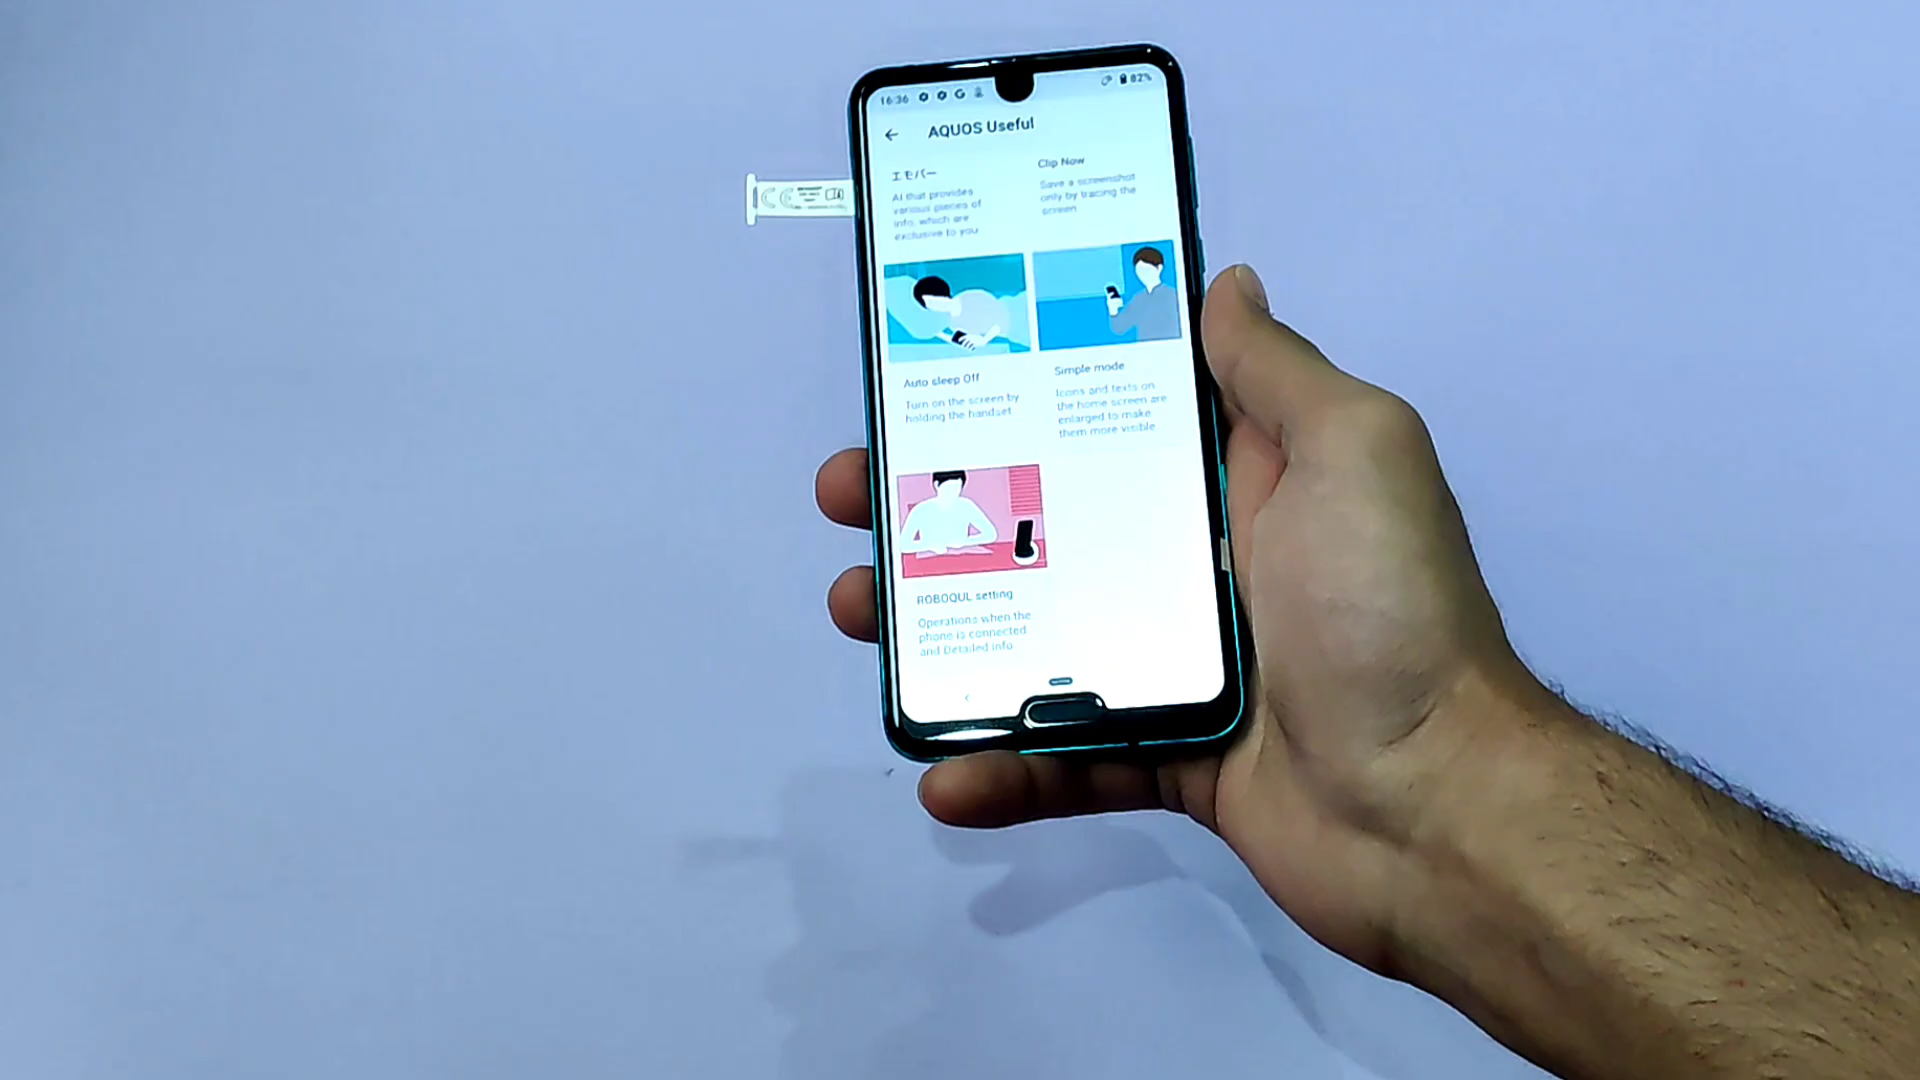 16:36
82%
AQUOS Useful
エモパー
AI that provides
various pieces of
info, which are
exclusive to you
Clip Now
Save a screenshot
only by tracing the
screen
Auto sleep Off
Turn on the screen by
holding the handset
Simple mode
Icons and texts on
the home screen are
enlarged to make
them more visible
ROBOQUL setting
Operations when the
phone is connected
and Detailed info